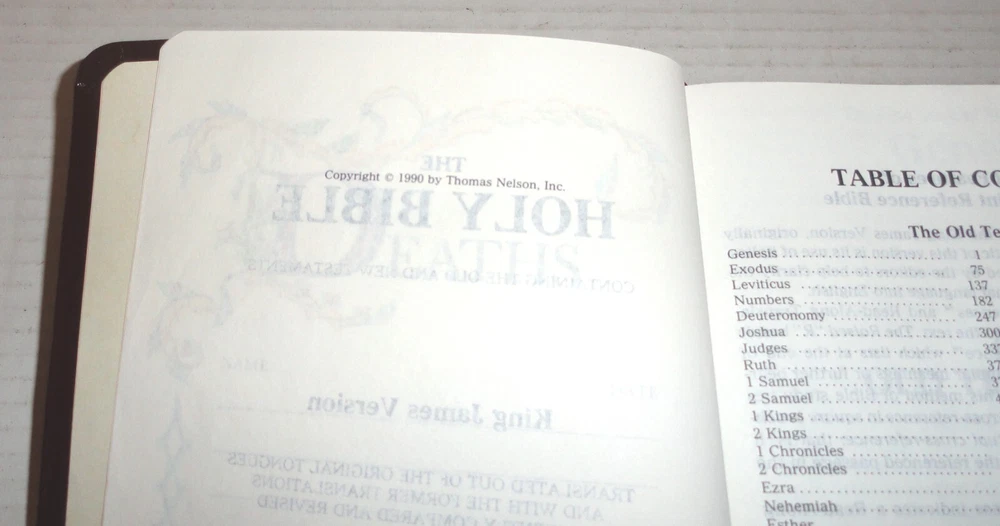 Copyright © 1990 by Thomas Nelson, Inc.
THE
HOLY BIBLE
DEATHS
CONTAINING THE OLD AND NEW TESTAMENTS
King James Version
TRANSLATED OUT OF THE ORIGINAL TONGUES
AND WITH THE FORMER TRANSLATIONS
COMPARED AND REVISED
TABLE OF CO
The Old Te
Genesis 1
Exodus 75
Leviticus 137
Numbers 182
Deuteronomy 247
Joshua 300
Judges 33
Ruth 37
1 Samuel
2 Samuel
1 Kings
2 Kings
1 Chronicles
2 Chronicles
Ezra
Nehemiah
Esther